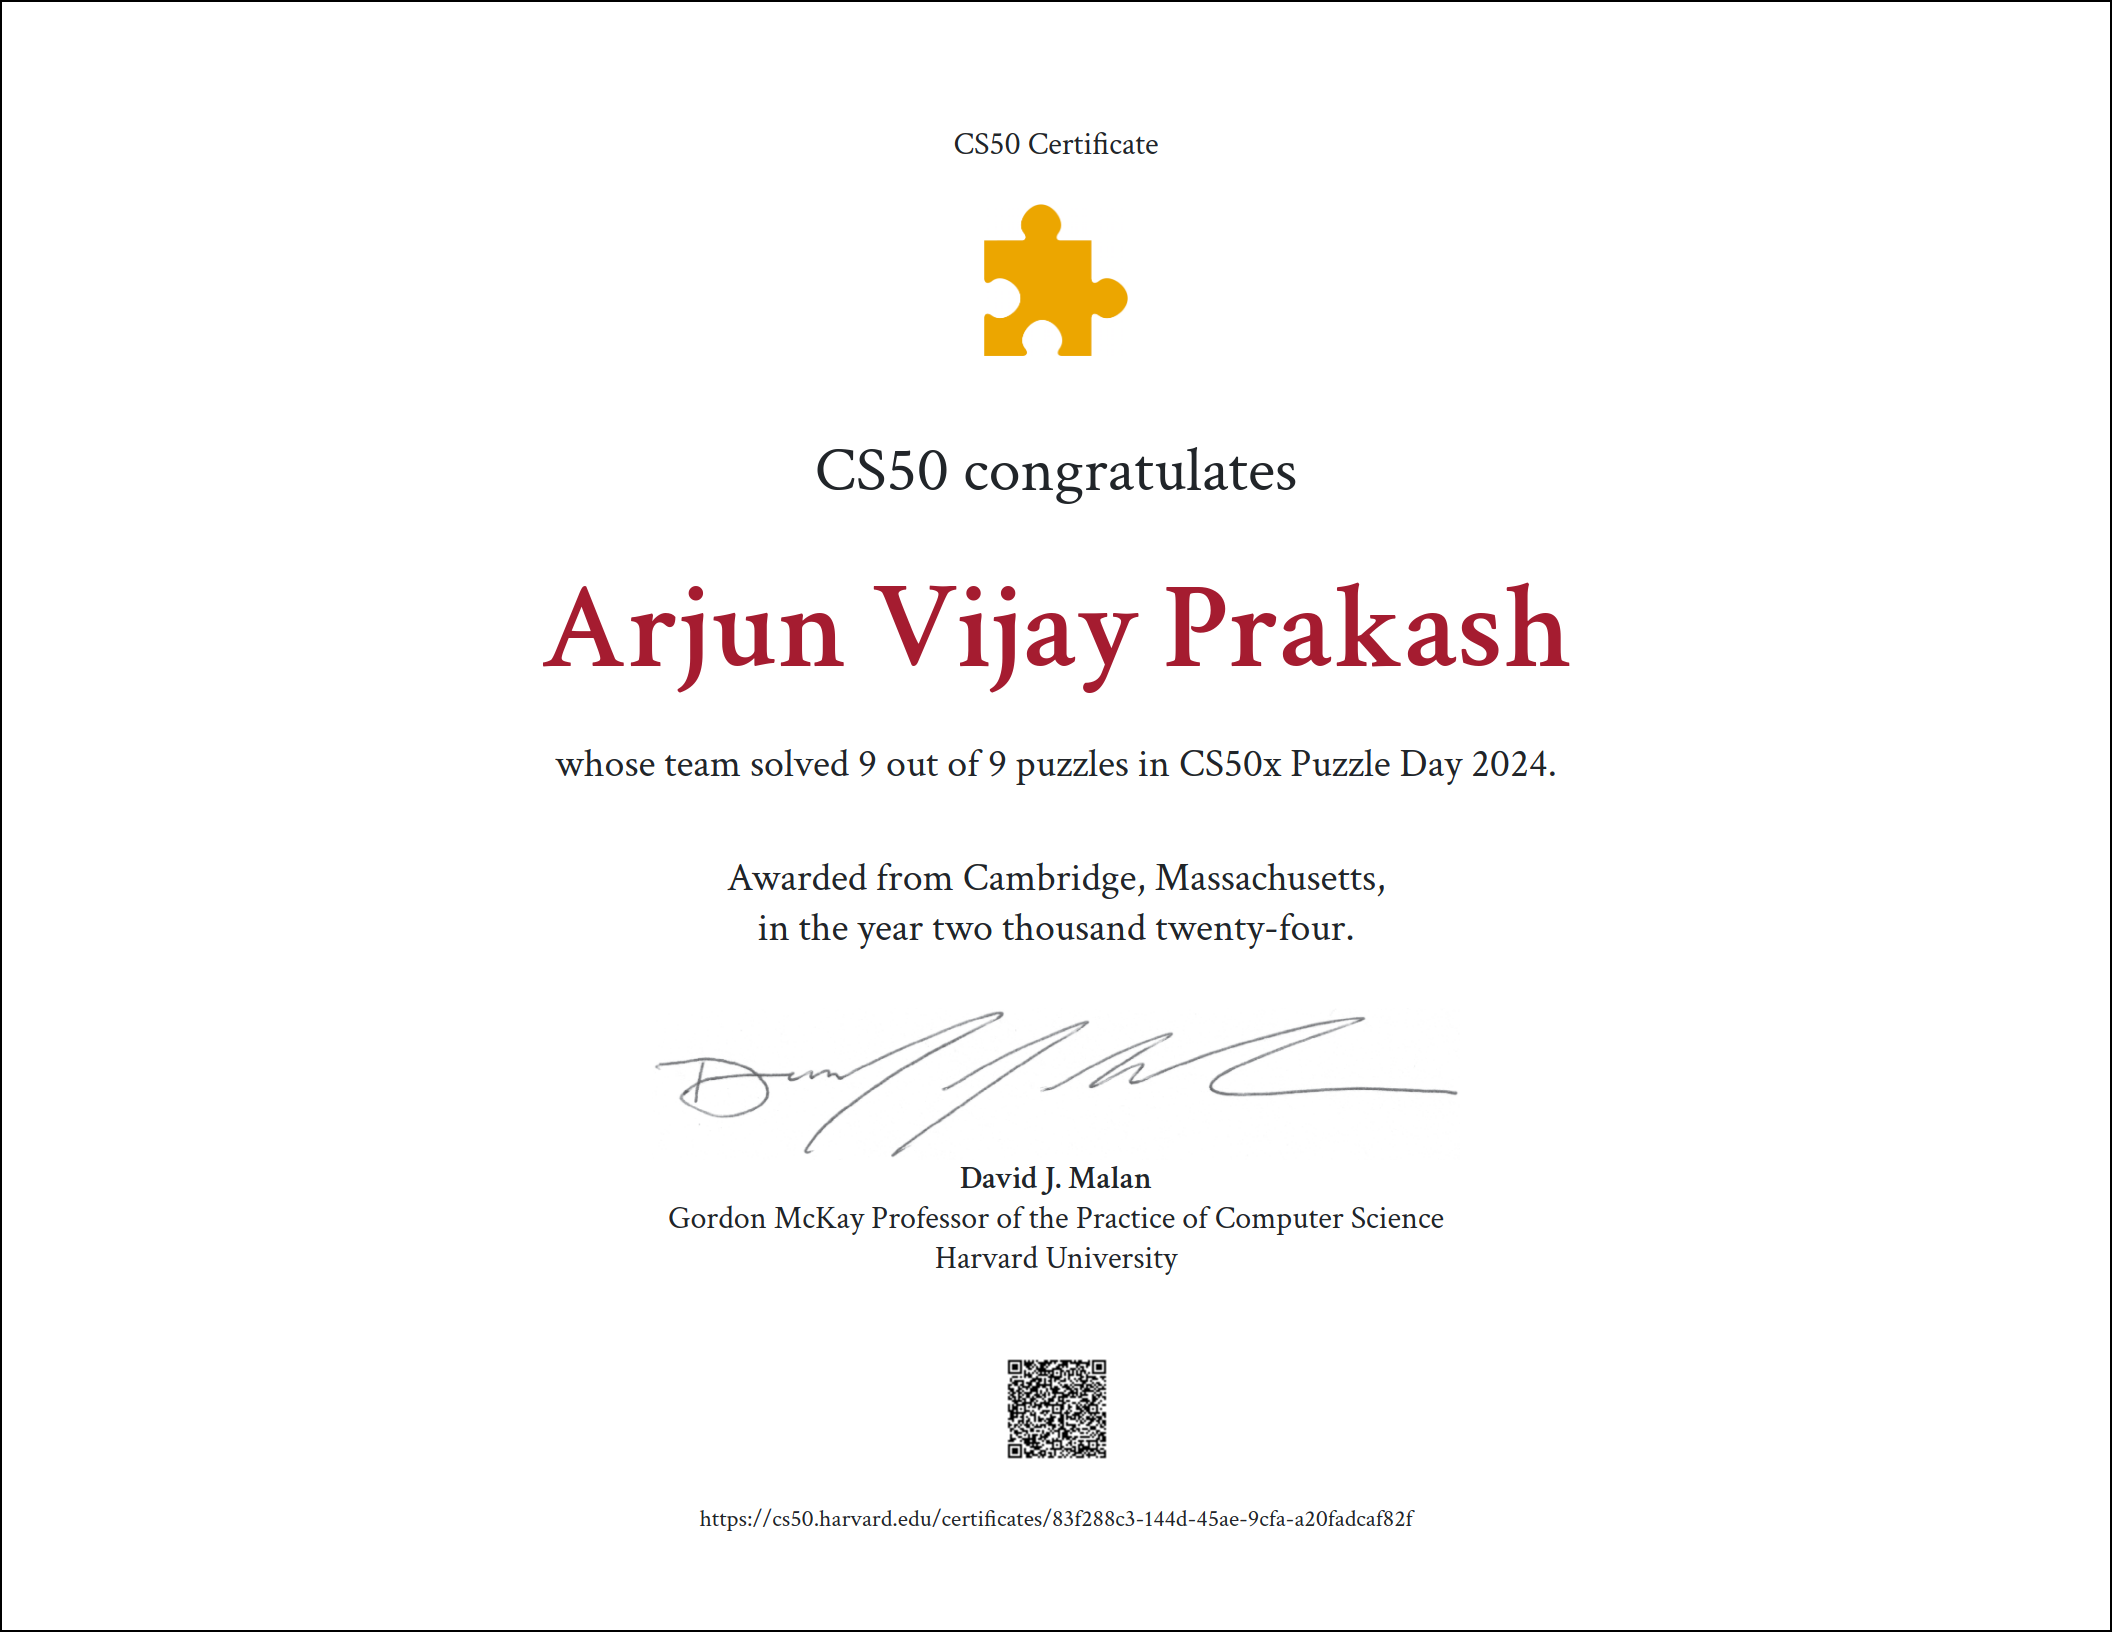 CS50 Certificate
CS50 congratulates
Arjun Vijay Prakash
whose team solved 9 out of 9 puzzles in CS50x Puzzle Day 2024.
Awarded from Cambridge, Massachusetts,
in the year two thousand twenty-four.
David J. Malan
Gordon McKay Professor of the Practice of Computer Science
Harvard University
https://cs50.harvard.edu/certificates/83f288c3-144d-45ae-9cfa-a20fadcaf82f